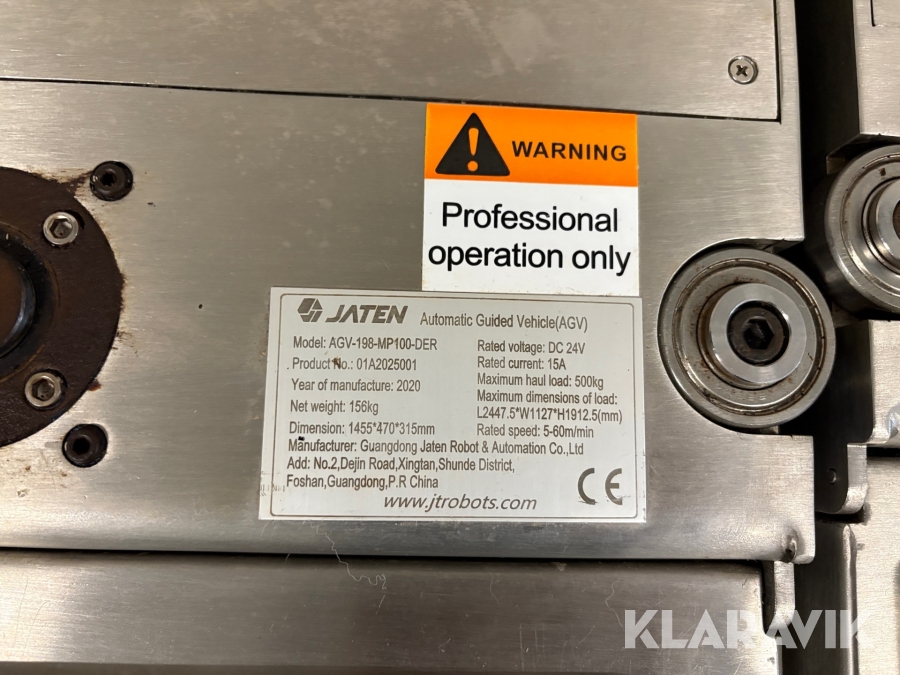 WARNING
Professional
operation only
JATEN Automatic Guided Vehicle(AGV)
Model: AGV-198-MP100-DER
Product No.: 01A2025001
Year of manufacture: 2020
Net weight: 156kg
Dimension: 1455*470*315mm
Rated voltage: DC 24V
Rated current: 15A
Maximum haul load: 500kg
Maximum dimensions of load:
L2447.5*W1127*H1912.5(mm)
Rated speed: 5-60m/min
Manufacturer: Guangdong Jaten Robot & Automation Co.,Ltd
Add: No.2,Dejin Road,Xingtan,Shunde District,
Foshan,Guangdong,P.R China
CE
www.jtrobots.com
KLARAVIK